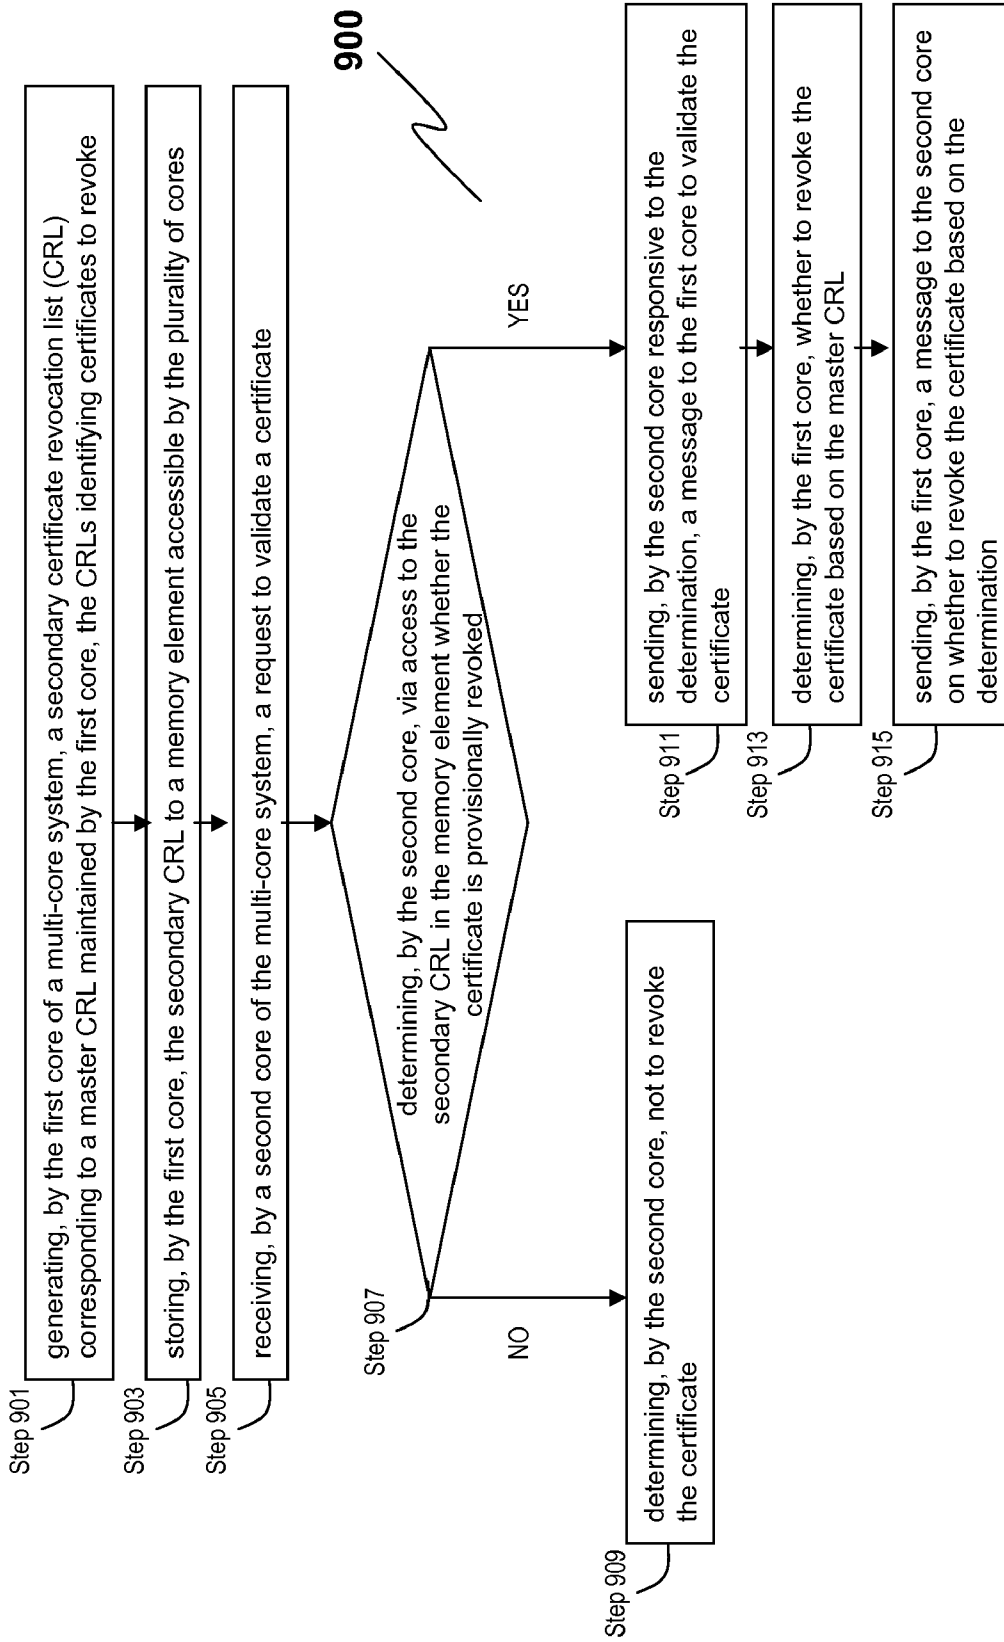 900
Step 901
generating, by the first core of a multi-core system, a secondary certificate revocation list (CRL)
corresponding to a master CRL maintained by the first core, the CRLs identifying certificates to revoke
Step 903
storing, by the first core, the secondary CRL to a memory element accessible by the plurality of cores
Step 905
receiving, by a second core of the multi-core system, a request to validate a certificate
Step 907
determining, by the second core, via access to the
secondary CRL in the memory element whether the
certificate is provisionally revoked
NO
YES
Step 909
determining, by the second core, not to revoke
the certificate
Step 911
sending, by the second core responsive to the
determination, a message to the first core to validate the
certificate
Step 913
determining, by the first core, whether to revoke the
certificate based on the master CRL
Step 915
sending, by the first core, a message to the second core
on whether to revoke the certificate based on the
determination